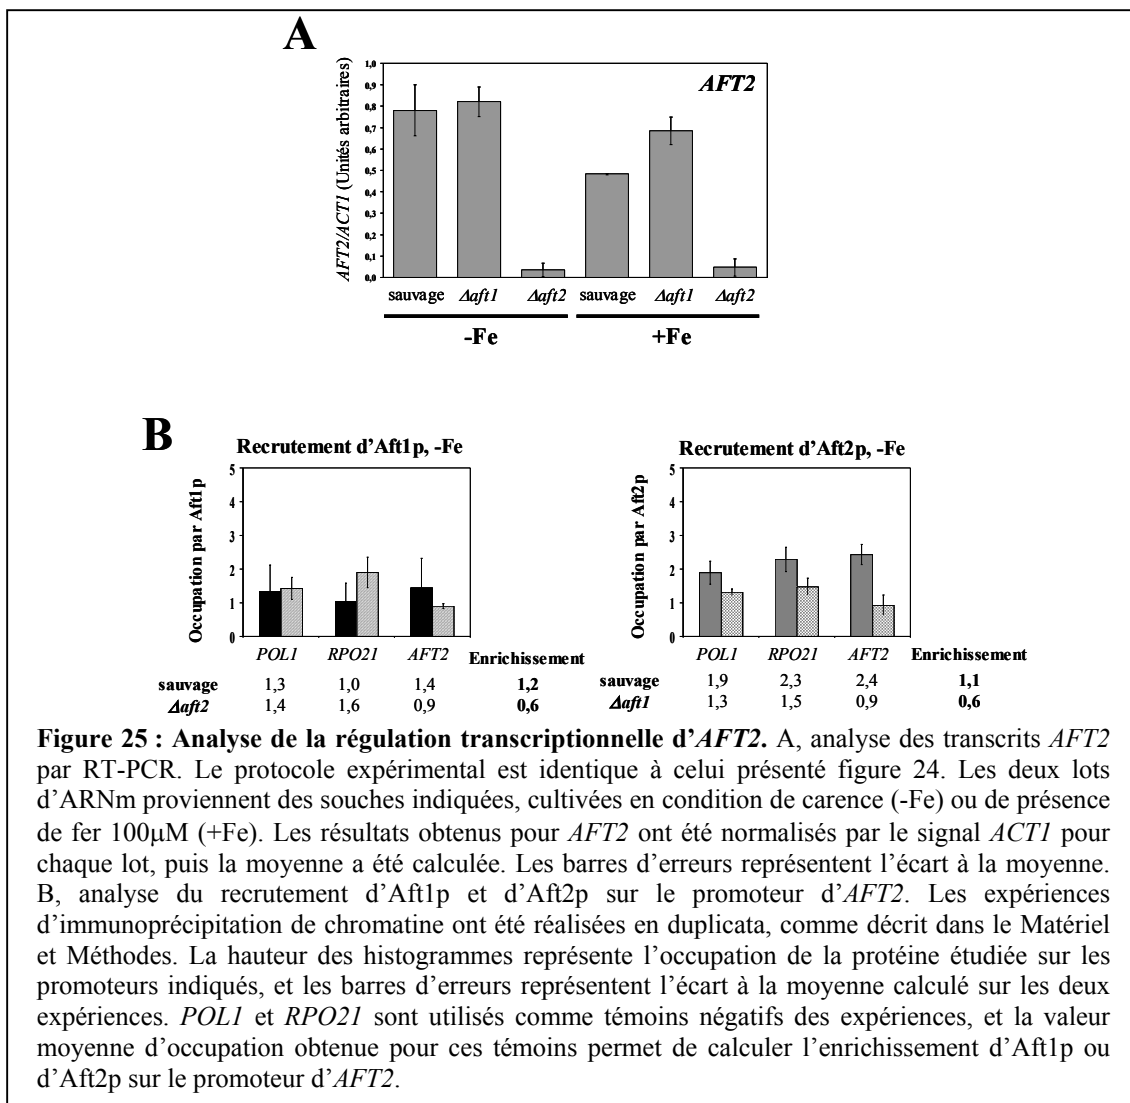 A
AFT2/ACT1 (Unités arbitraires)
1,0
0,9
0,8
0,7
0,6
0,5
0,4
0,3
0,2
0,1
0,0
AFT2
sauvage Δaft1 Δaft2 sauvage Δaft1 Δaft2
-Fe +Fe
B
Recrutement d'Aft1p, -Fe
Occupation par Aft1p
5
4
3
2
1
0
POL1 RPO21 AFT2 Enrichissement
sauvage 1,3 1,0 1,4 1,2
Δaft2 1,4 1,6 0,9 0,6
Recrutement d'Aft2p, -Fe
Occupation par Aft2p
5
4
3
2
1
0
POL1 RPO21 AFT2 Enrichissement
sauvage 1,9 2,3 2,4 1,1
Δaft1 1,3 1,5 0,9 0,6
Figure 25 : Analyse de la régulation transcriptionnelle d'AFT2. A, analyse des transcrits AFT2
par RT-PCR. Le protocole expérimental est identique à celui présenté figure 24. Les deux lots
d'ARNm proviennent des souches indiquées, cultivées en condition de carence (-Fe) ou de présence
de fer 100μM (+Fe). Les résultats obtenus pour AFT2 ont été normalisés par le signal ACT1 pour
chaque lot, puis la moyenne a été calculée. Les barres d'erreurs représentent l'écart à la moyenne.
B, analyse du recrutement d'Aft1p et d'Aft2p sur le promoteur d'AFT2. Les expériences
d'immunoprécipitation de chromatine ont été réalisées en duplicata, comme décrit dans le Matériel
et Méthodes. La hauteur des histogrammes représente l'occupation de la protéine étudiée sur les
promoteurs indiqués, et les barres d'erreurs représentent l'écart à la moyenne calculé sur les deux
expériences. POL1 et RPO21 sont utilisés comme témoins négatifs des expériences, et la valeur
moyenne d'occupation obtenue pour ces témoins permet de calculer l'enrichissement d'Aft1p ou
d'Aft2p sur le promoteur d'AFT2.